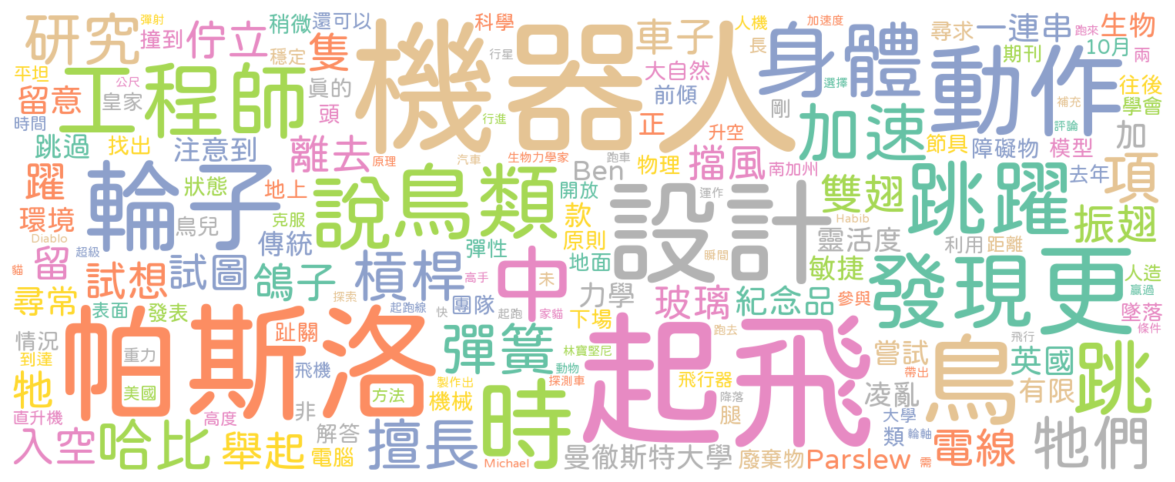 研究 撞到 佇立 稍微 還可以 彈射 隻 機器人 科學 行星 車子 人機 長 加速度 身體 尋求 一連串 跑來 生物
平坦 工程師 穩定 真的 大自然 前傾 選擇 動作 期刊 10月 兩
留意 公尺 皇家 頭 行進 正 升空 剛 加速 補充 往後 學會
時間 跳過 找出 注意到 離去 原理 汽車 生物力學家 跑車 物理 擋風 南加州 節具 障礙物 評論 模型 加
躍 輪子 狀態 地上 說 鳥類 Ben 開放 設計 運作 雙翅 跳躍 去年 項
環境 鳥兒 克服 款 Habib 振翅
Diablo 超級 傳統 彈性 原則 靈活度 利用 距離
貓 留 試想 試圖 槓桿 高手 中 未 地面 瞬間 敏捷 發現 更 人造
尋常 鴿子 探索 起跑線 快 團隊 起跑 家貓 力學 玻璃 紀念品 參與 贏過
表面 發表 帕斯洛 趾關 彈簧 下場 起飛 跑去 墜落 條件
情況 到達 重力 飛機 林寶堅尼 動物 鳥 嘗試 帶出 飛行 英國 跳
牠 美國 方法 製作出 機械 時 探測車 飛行器 降落 腿 凌亂 有限
直升機 高度 非 大學
入空 哈比 舉起 解答 電腦 擅長 Michael 曼徹斯特大學 廢棄物 Parslew 類 輪軸 需 電線 牠們